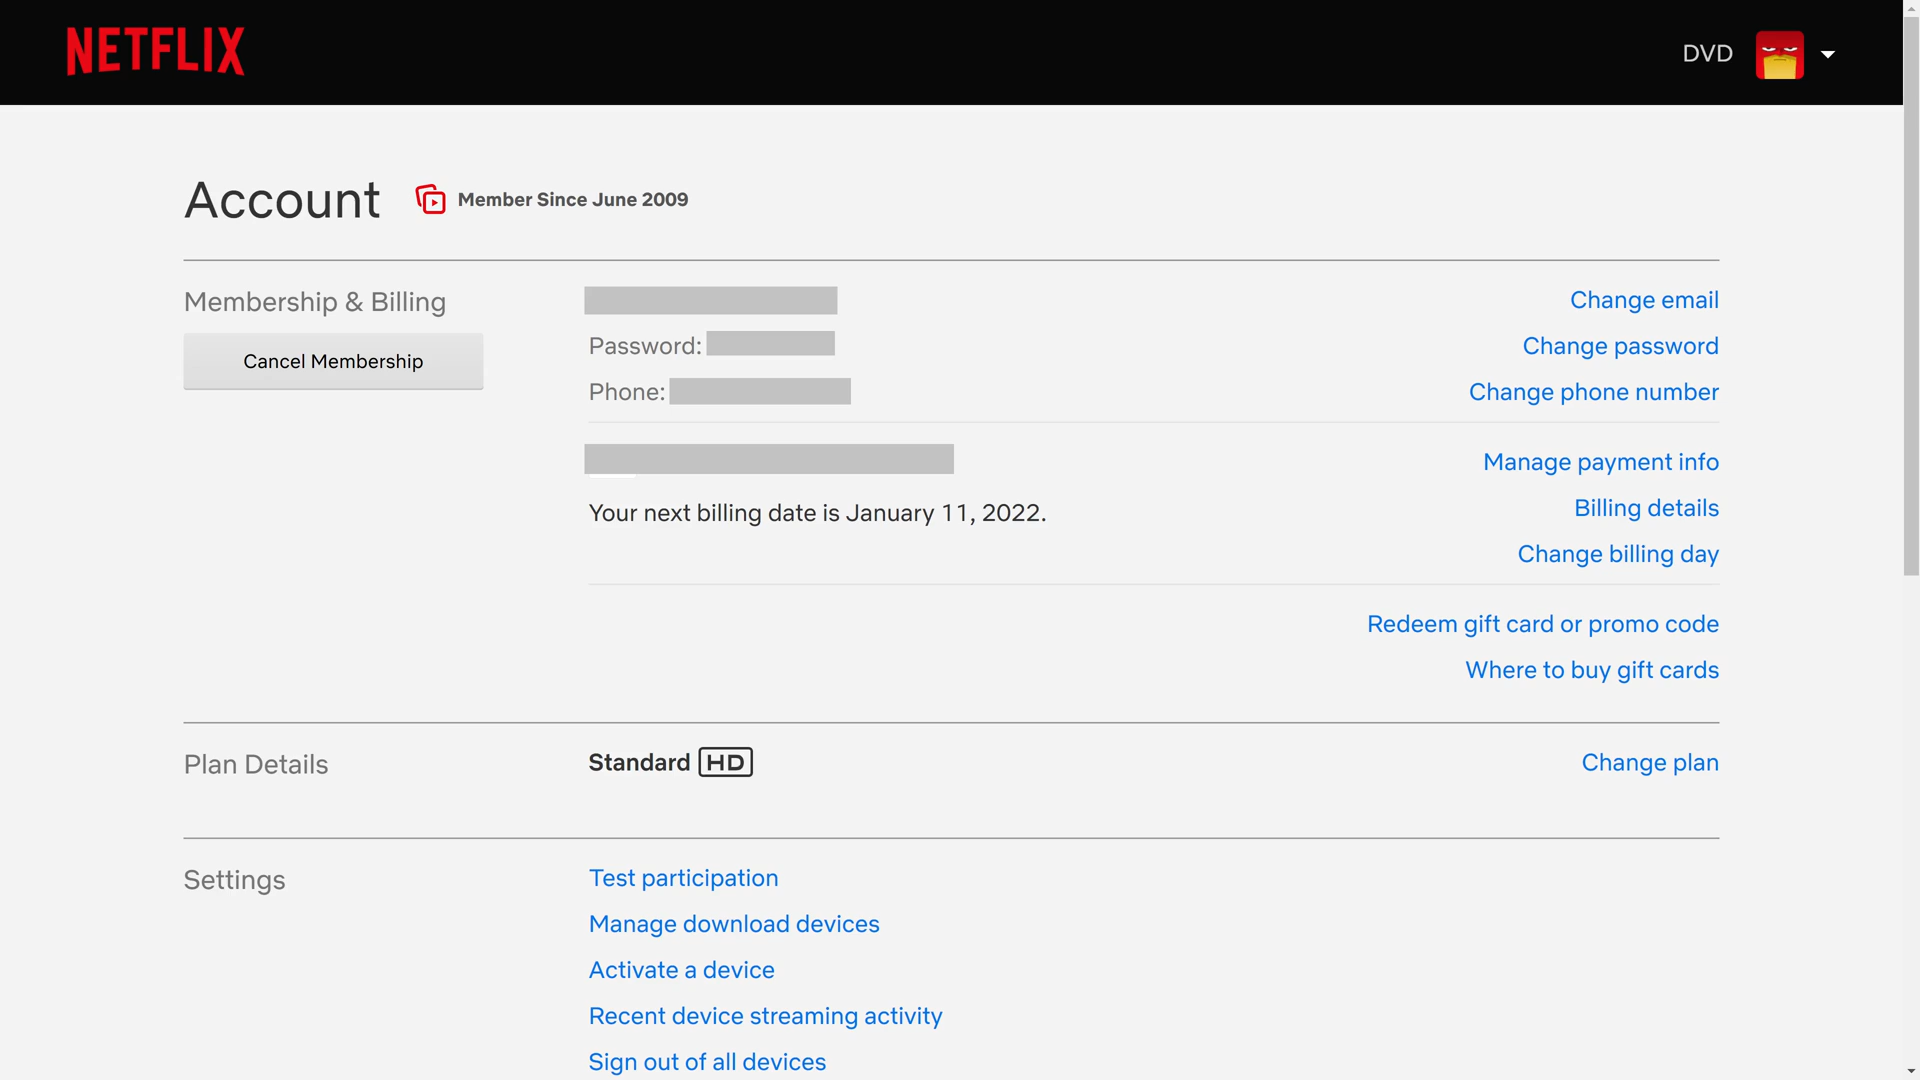 NETFLIX
DVD
Account
Member Since June 2009
Membership & Billing
Cancel Membership
Change email
Password:
Change password
Phone:
Change phone number
Manage payment info
Your next billing date is January 11, 2022.
Billing details
Change billing day
Redeem gift card or promo code
Where to buy gift cards
Plan Details
Standard HD
Change plan
Settings
Test participation
Manage download devices
Activate a device
Recent device streaming activity
Sign out of all devices